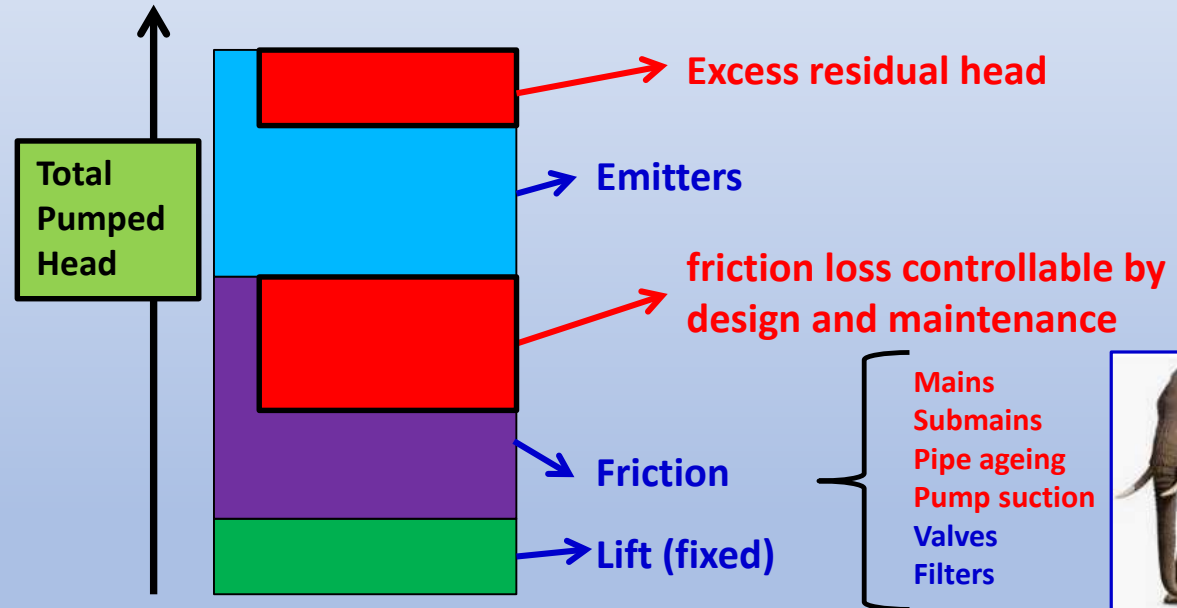 Total
Pumped
Head
Excess residual head
Emitters
friction loss controllable by
design and maintenance
Friction
Lift (fixed)
Mains
Submains
Pipe ageing
Pump suction
Valves
Filters